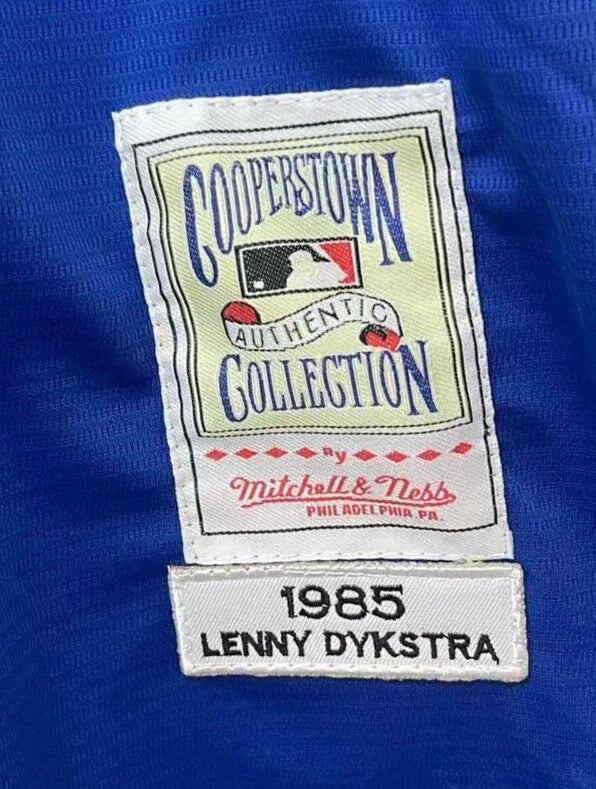 COOPERSTOWN
AUTHENTIC
COLLECTION
By
Mitchell & Ness
PHILADELPHIA, PA.
1985
LENNY DYKSTRA